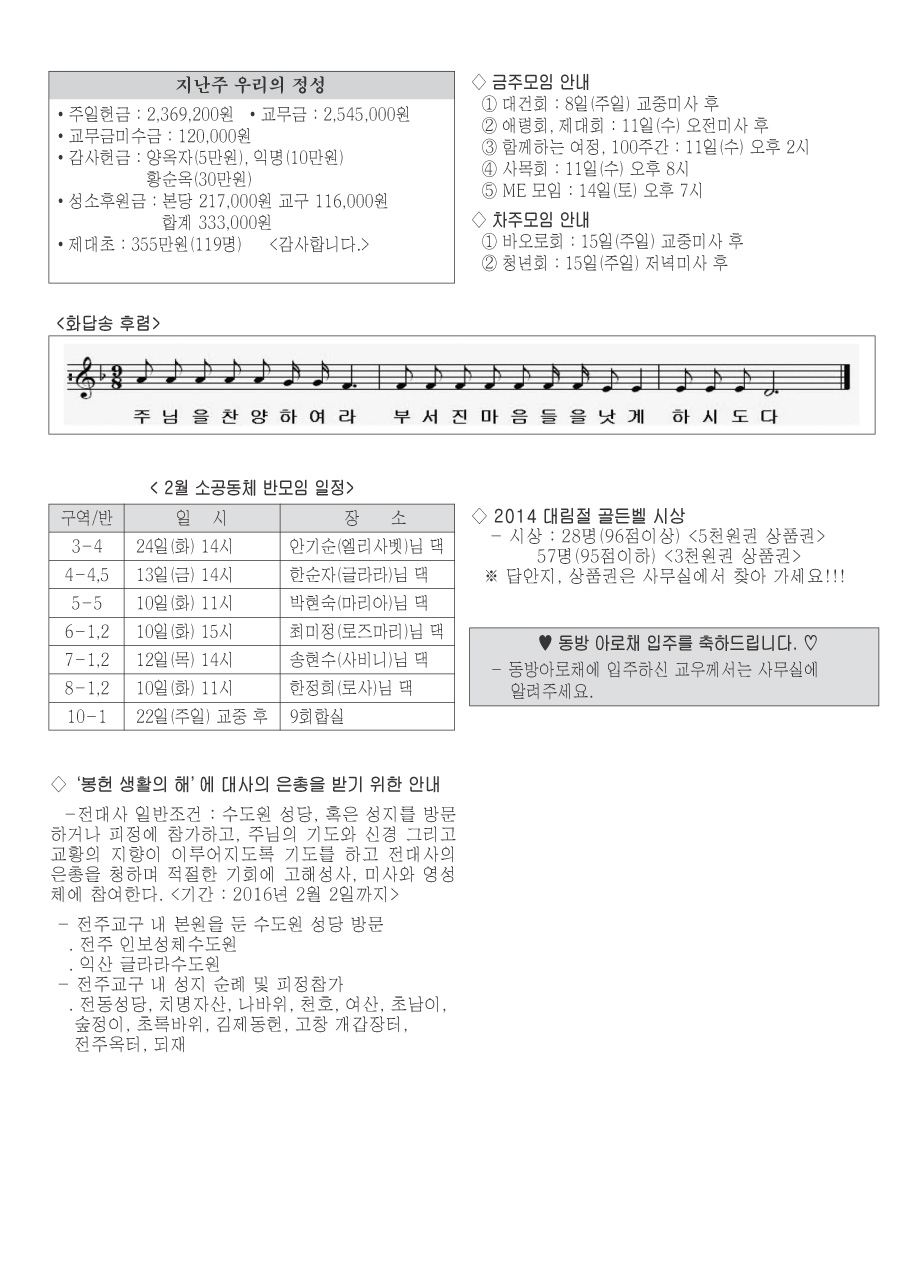 지난주 우리의 정성
• 주일헌금 : 2,369,200원 • 교무금 : 2,545,000원
• 교무금미수금 : 120,000원
• 감사헌금 : 양옥자(5만원), 익명(10만원)
황순옥(30만원)
• 성소후원금 : 본당 217,000원 교구 116,000원
합계 333,000원
• 제대초 : 355만원(119명) <감사합니다.>
◇ 금주모임 안내
① 대건회 : 8일(주일) 교중미사 후
② 애령회, 제대회 : 11일(수) 오전미사 후
③ 함께하는 여정, 100주간 : 11일(수) 오후 2시
④ 사목회 : 11일(수) 오후 8시
⑤ ME 모임 : 14일(토) 오후 7시
◇ 차주모임 안내
① 바오로회 : 15일(주일) 교중미사 후
② 청년회 : 15일(주일) 저녁미사 후
<화답송 후렴>
9
8
주 님 을 찬 양 하 여 라 부 서 진 마 음 들 을 낫 게 하 시 도 다
< 2월 소공동체 반모임 일정>
구역/반 일 시 장 소
3-4 24일(화) 14시 안기순(엘리사벳)님 댁
4-4,5 13일(금) 14시 한순자(글라라)님 댁
5-5 10일(화) 11시 박현숙(마리아)님 댁
6-1,2 10일(화) 15시 최미정(로즈마리)님 댁
7-1,2 12일(목) 14시 송현수(사비니)님 댁
8-1,2 10일(화) 11시 한정희(로사)님 댁
10-1 22일(주일) 교중 후 9회합실
◇ 2014 대림절 골든벨 시상
- 시상 : 28명(96점이상) <5천원권 상품권>
57명(95점이하) <3천원권 상품권>
※ 답안지, 상품권은 사무실에서 찾아 가세요!!!
♥ 동방 아로채 입주를 축하드립니다. ♡
- 동방아로채에 입주하신 교우께서는 사무실에
알려주세요.
◇ ‘봉헌 생활의 해’ 에 대사의 은총을 받기 위한 안내
-전대사 일반조건 : 수도원 성당, 혹은 성지를 방문
하거나 피정에 참가하고, 주님의 기도와 신경 그리고
교황의 지향이 이루어지도록 기도를 하고 전대사의
은총을 청하며 적절한 기회에 고해성사, 미사와 영성
체에 참여한다. <기간 : 2016년 2월 2일까지>
- 전주교구 내 본원을 둔 수도원 성당 방문
. 전주 인보성체수도원
. 익산 글라라수도원
- 전주교구 내 성지 순례 및 피정참가
. 전동성당, 치명자산, 나바위, 천호, 여산, 초남이,
숲정이, 초록바위, 김제동헌, 고창 개갑장터,
전주옥터, 되재